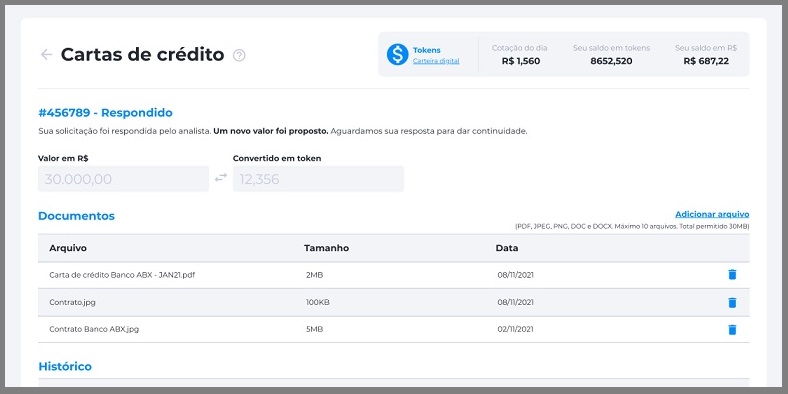 Cartas de crédito ?
Tokens
Carteira digital
Cotação do dia
R$ 1,560
Seu saldo em tokens
8652,520
Seu saldo em R$
R$ 687,22
#456789 - Respondido
Sua solicitação foi respondida pelo analista. Um novo valor foi proposto. Aguardamos sua resposta para dar continuidade.
Valor em R$ Convertido em token
30.000,00 12,356
Documentos Adicionar arquivo
(PDF, JPEG, PNG, DOC e DOCX. Máximo 10 arquivos. Total permitido 30MB)
Arquivo Tamanho Data
Carta de crédito Banco ABX - JAN21.pdf 2MB 08/11/2021
Contrato.jpg 100KB 08/11/2021
Contrato Banco ABX.jpg 5MB 02/11/2021
Histórico